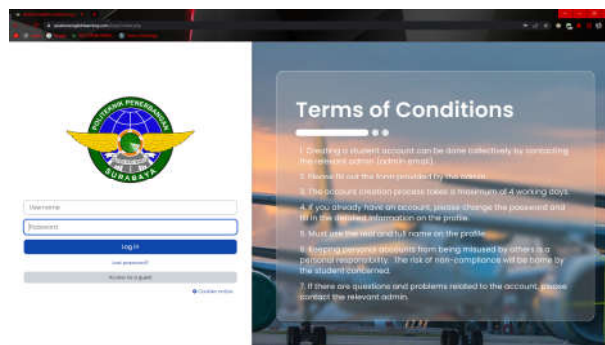 POLITEKNIK PENERBANGAN
SURABAYA
Username
Password
Log in
Lost password?
Access as a guest
Cookies notice
Terms of Conditions
1. Creating a student account can be done collectively by contacting
the relevant admin (admin email).
2. Please fill out the form provided by the admin.
3. The account creation process takes a maximum of 4 working days.
4. If you already have an account, please change the password and
fill in the detailed information on the profile.
5. Must use the real and full name on the profile.
6. Keeping personal accounts from being misused by others is a
personal responsibility. The risk of non-compliance will be borne by
the student concerned.
7. If there are questions and problems related to the account, please
contact the relevant admin.